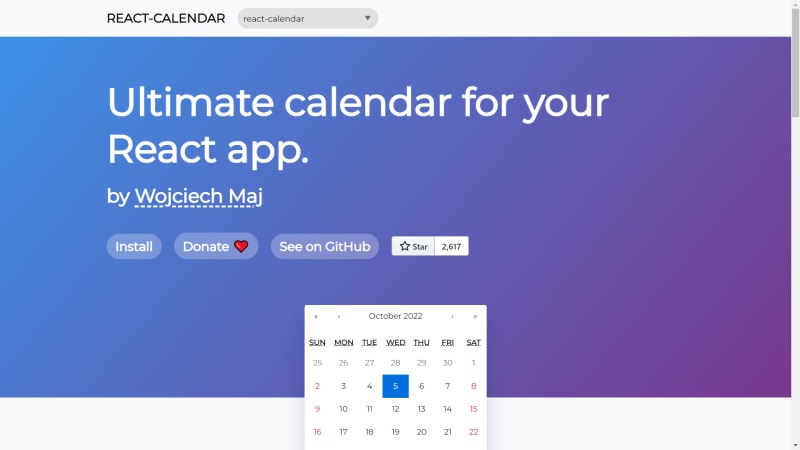 REACT-CALENDAR react-calendar
Ultimate calendar for your
React app.
by Wojciech Maj
Install Donate ❤️ See on GitHub Star 2,617
« ‹ October 2022 › »
SUN MON TUE WED THU FRI SAT
25 26 27 28 29 30 1
2 3 4 5 6 7 8
9 10 11 12 13 14 15
16 17 18 19 20 21 22